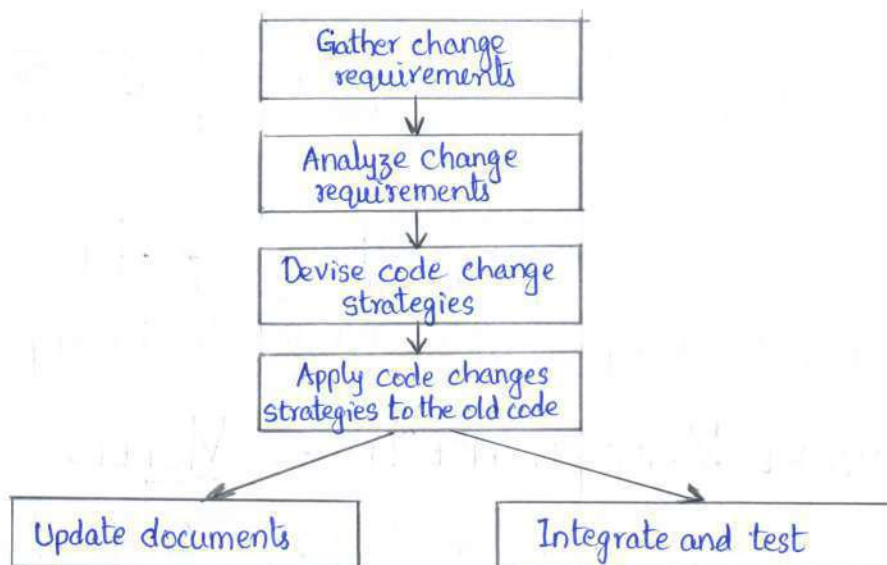 Gather change
requirements
Analyze change
requirements
Devise code change
strategies
Apply code changes
strategies to the old code
Update documents
Integrate and test